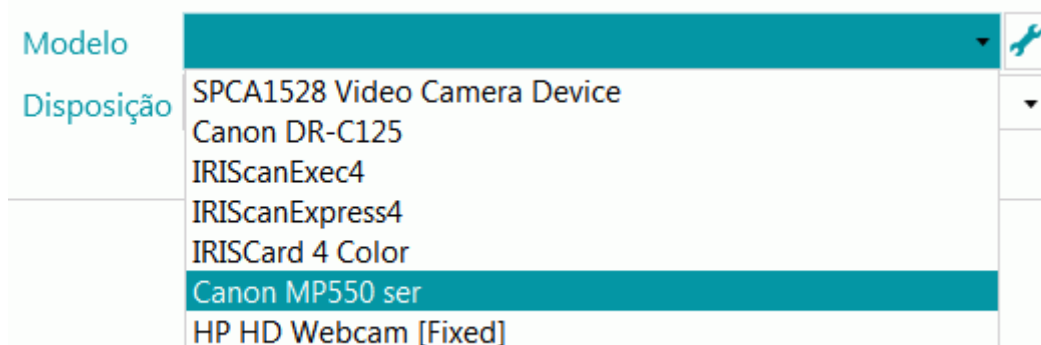 Modelo
Disposição
SPCA1528 Video Camera Device
Canon DR-C125
IRIScanExec4
IRIScanExpress4
IRISCard 4 Color
Canon MP550 ser
HP HD Webcam [Fixed]